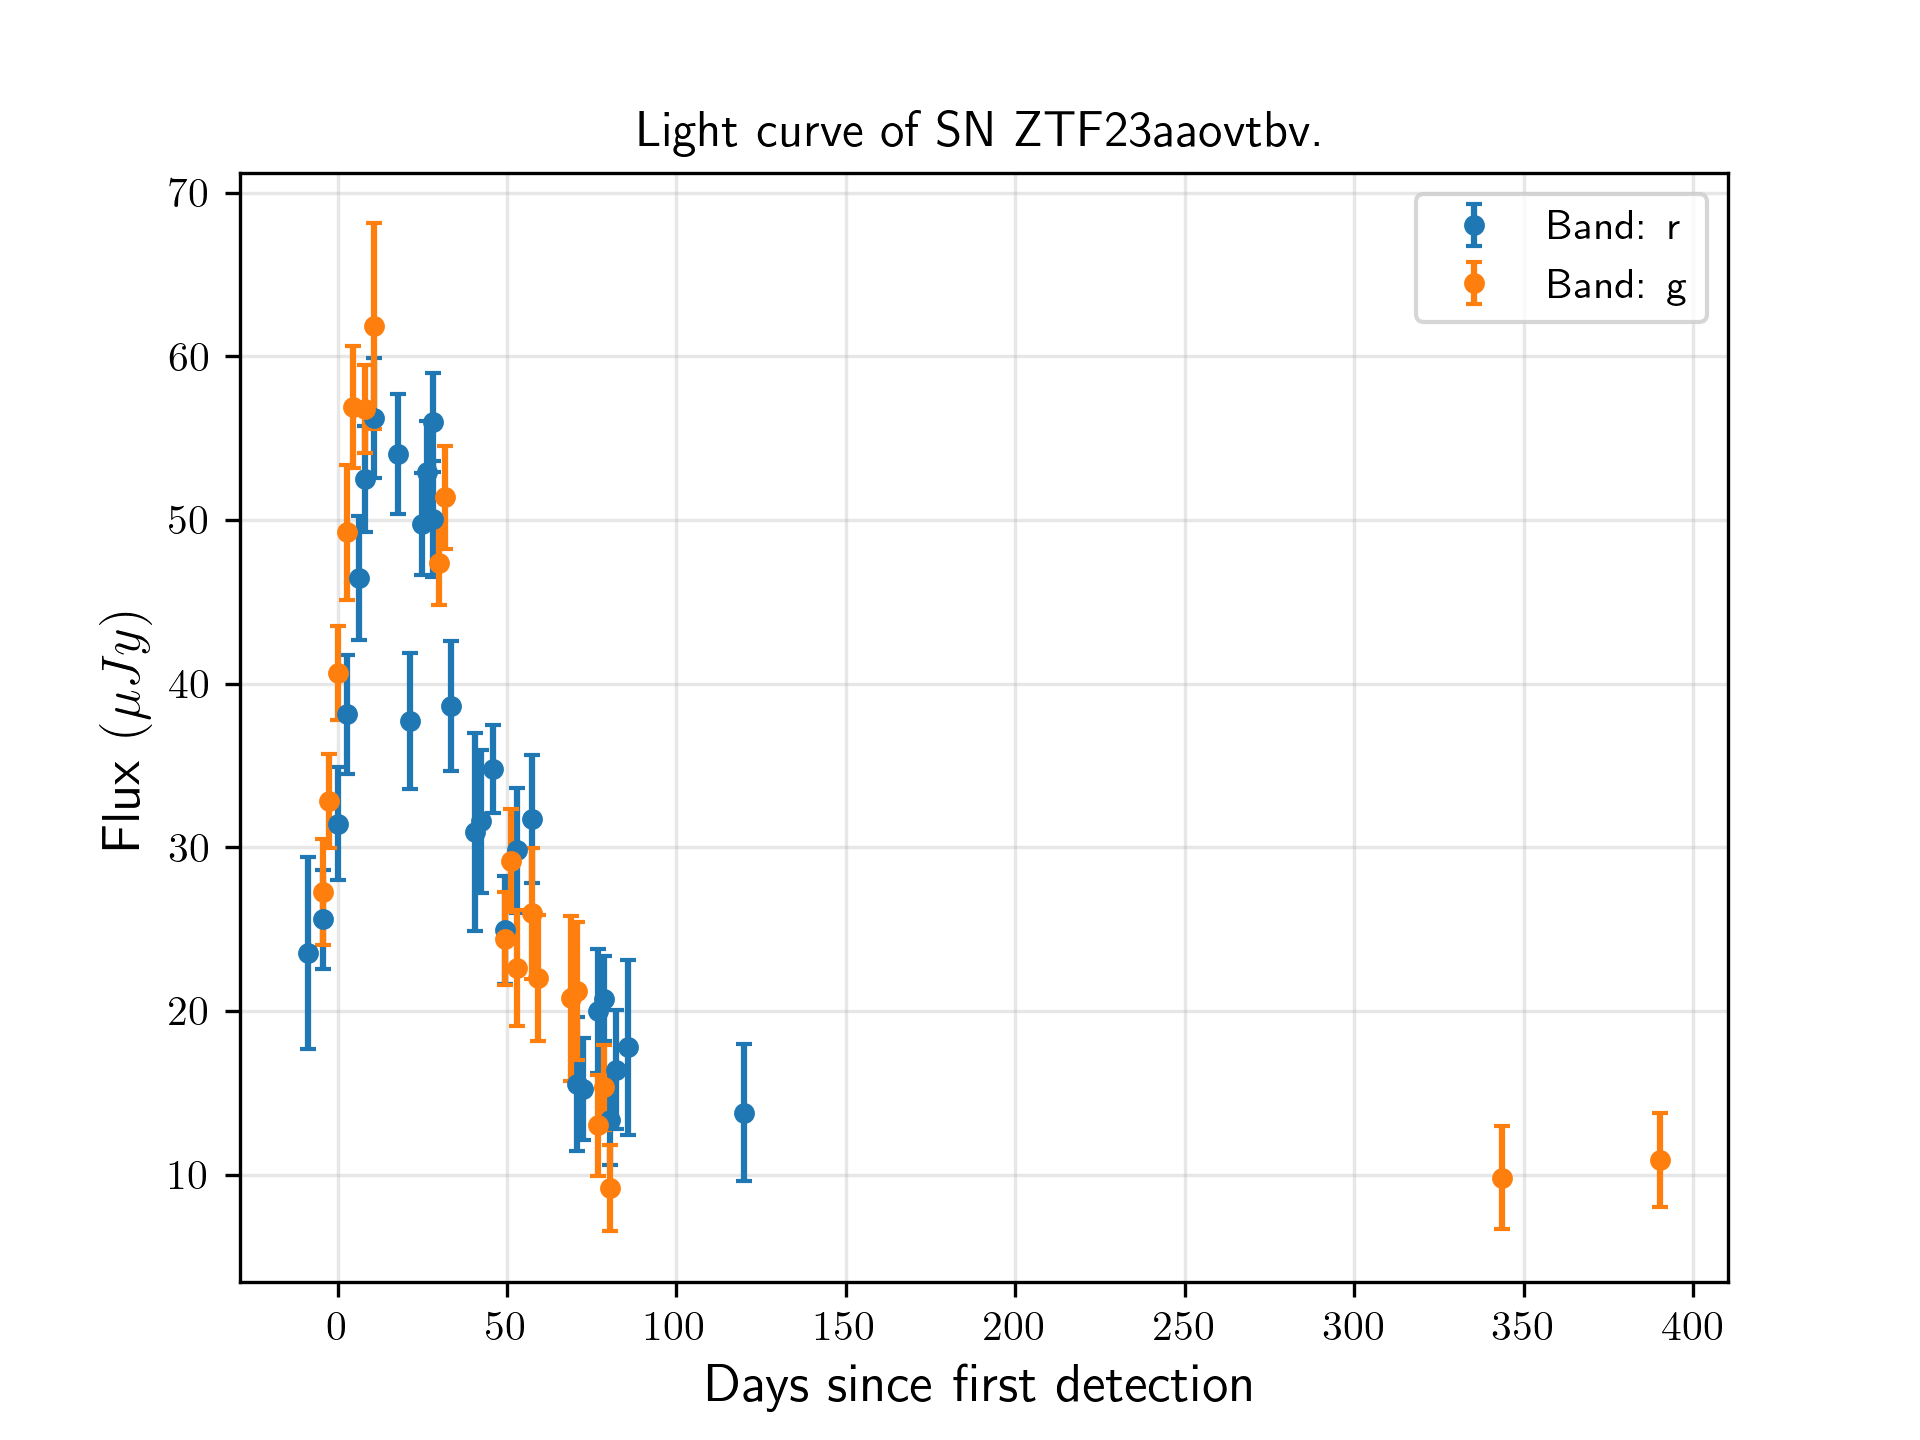 Light curve of SN ZTF23aaovtbv.
70
60
50
40
30
20
10
Flux (μJy)
Band: r
Band: g
0 50 100 150 200 250 300 350 400
Days since first detection